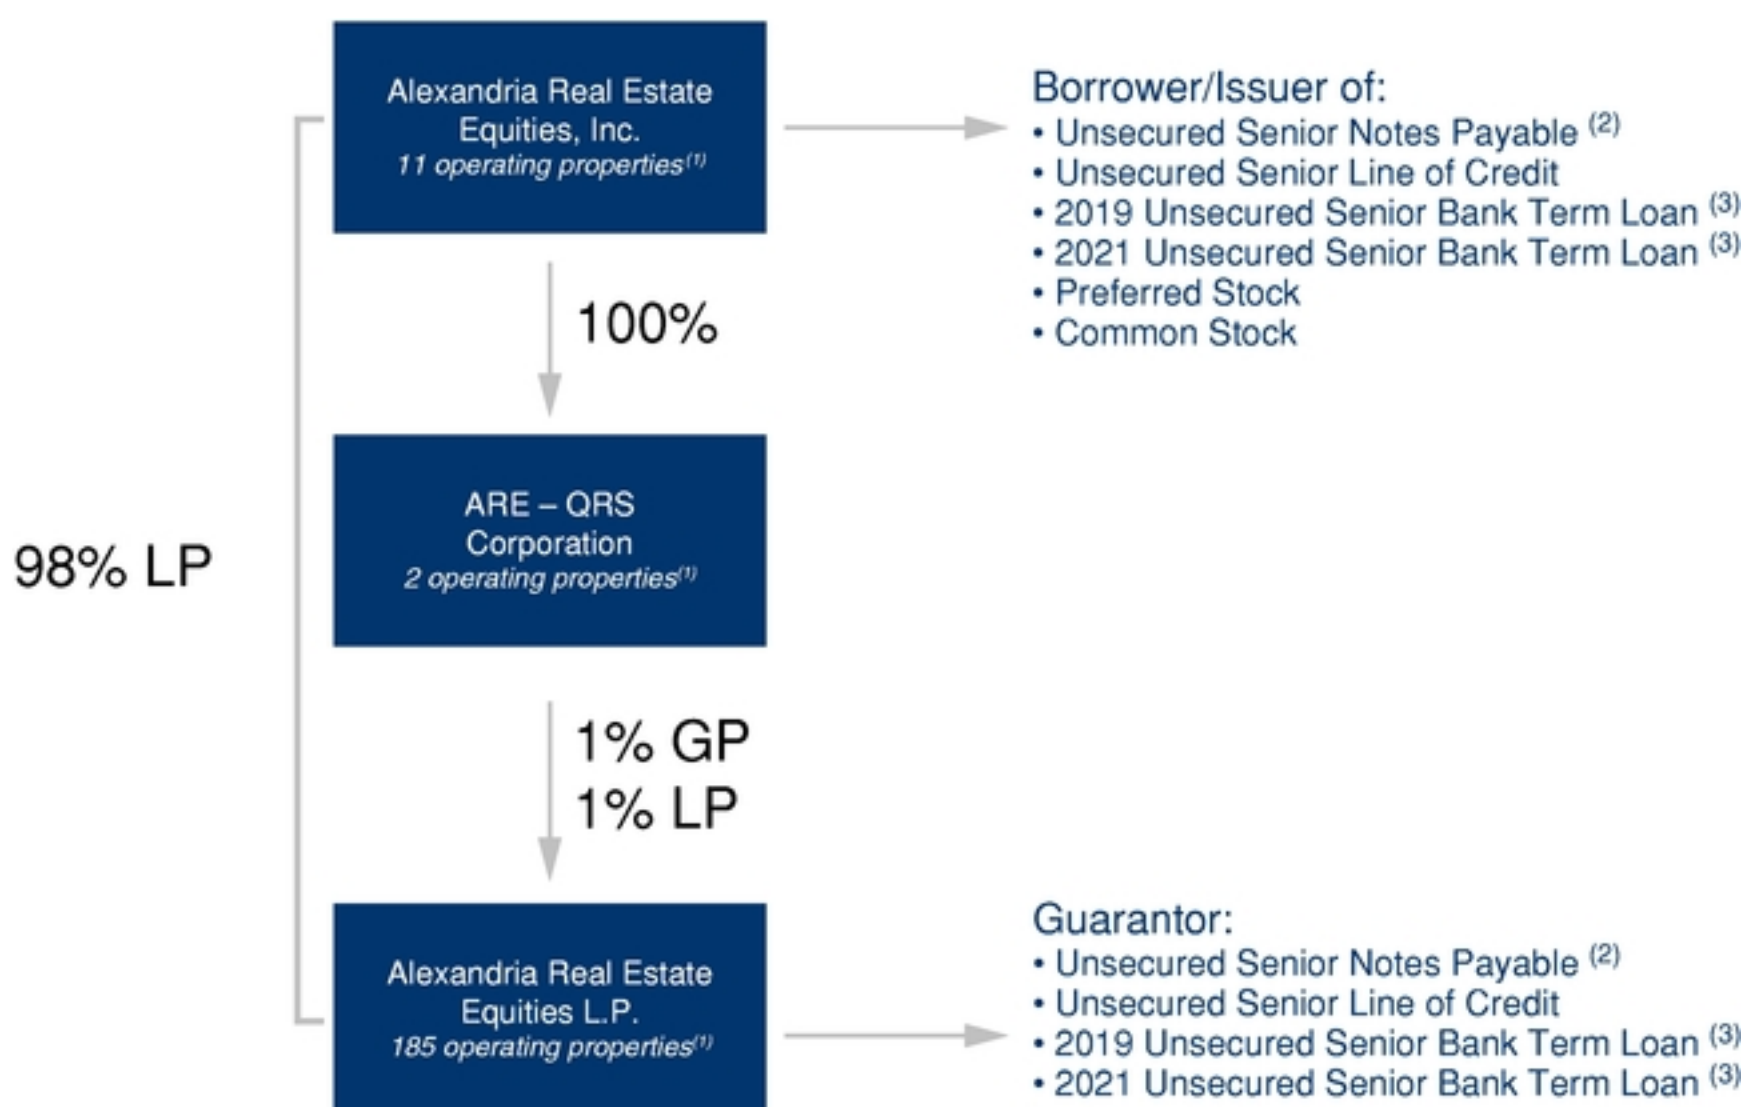 Alexandria Real Estate
Equities, Inc.
11 operating properties(1)
Borrower/Issuer of:
• Unsecured Senior Notes Payable (2)
• Unsecured Senior Line of Credit
• 2019 Unsecured Senior Bank Term Loan (3)
• 2021 Unsecured Senior Bank Term Loan (3)
• Preferred Stock
• Common Stock
100%
ARE – QRS
Corporation
2 operating properties(1)
98% LP
1% GP
1% LP
Alexandria Real Estate
Equities L.P.
185 operating properties(1)
Guarantor:
• Unsecured Senior Notes Payable (2)
• Unsecured Senior Line of Credit
• 2019 Unsecured Senior Bank Term Loan (3)
• 2021 Unsecured Senior Bank Term Loan (3)